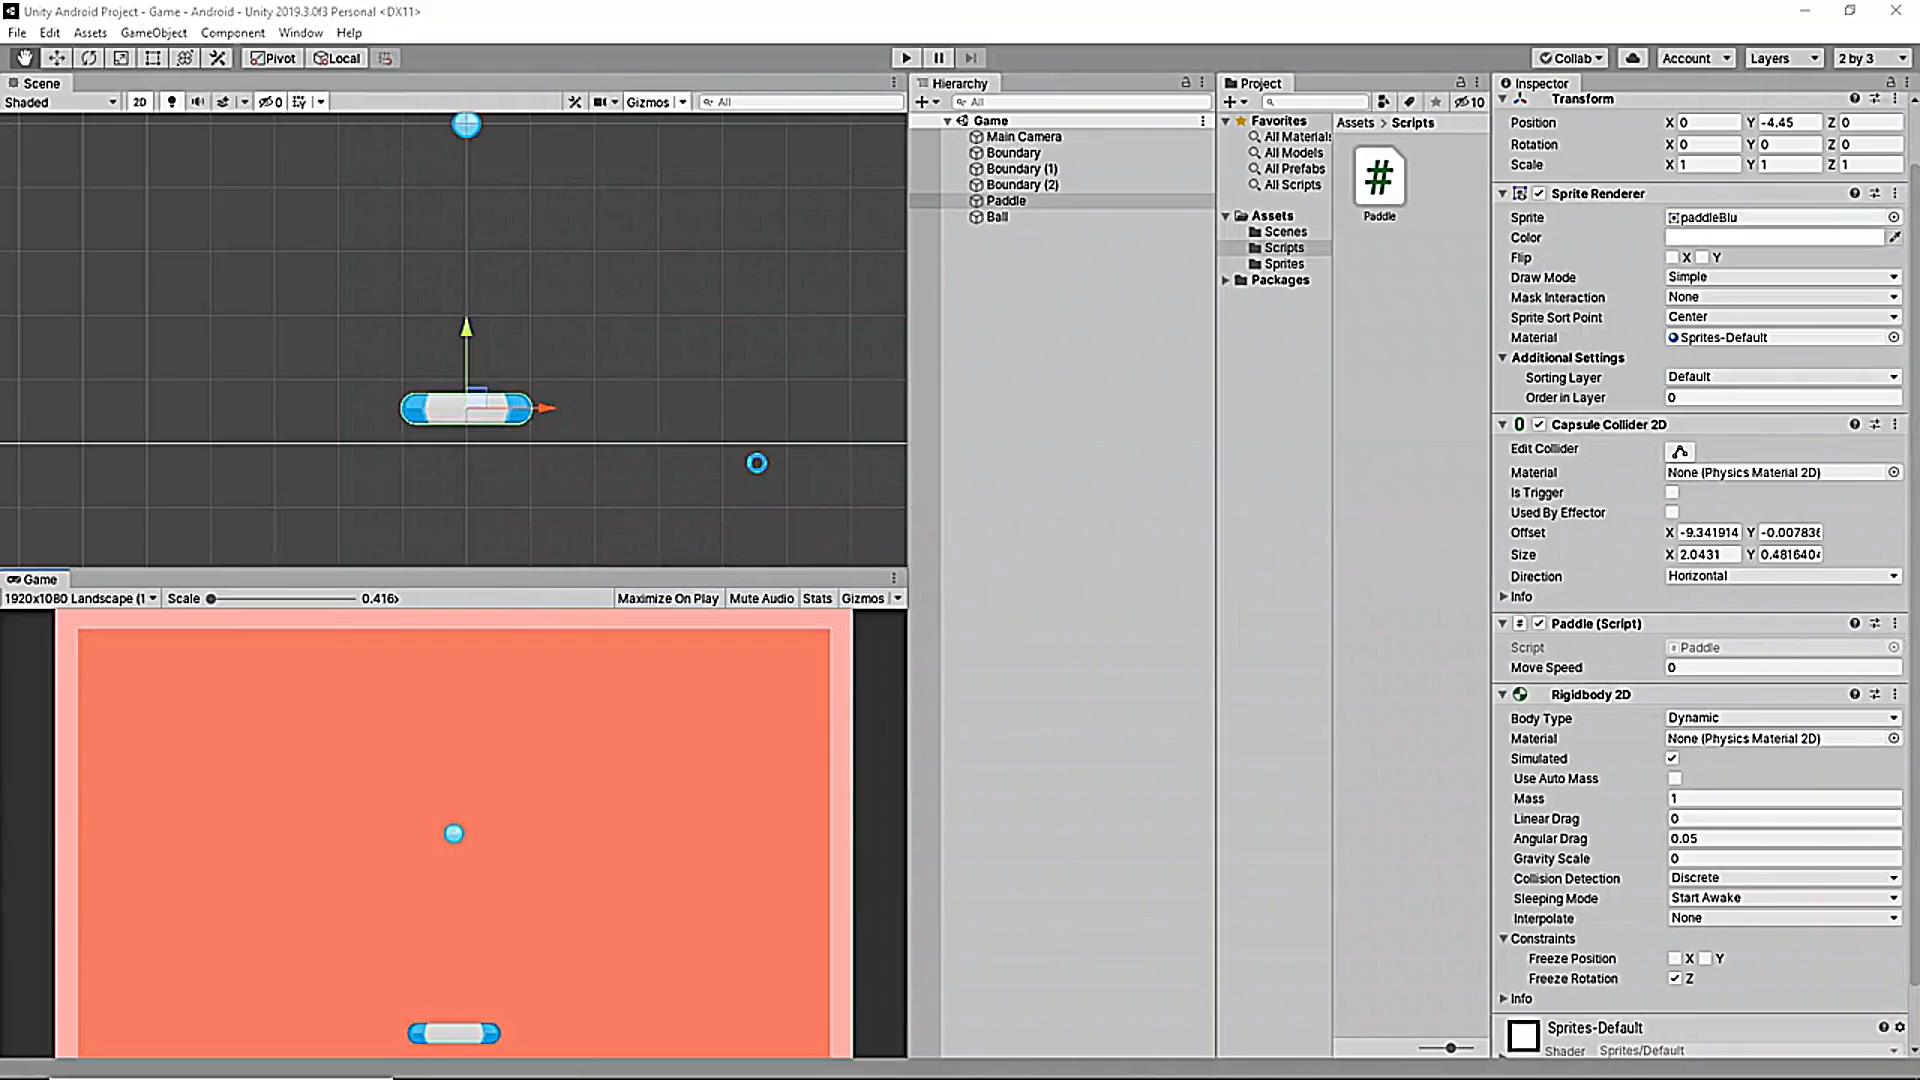 Unity Android Project - Game - Android - Unity 2019.3.0f3 Personal <DX11>
File Edit Assets GameObject Component Window Help
Pivot Local Collab Account Layers 2 by 3
Scene
Shaded 2D 0 Gizmos All
Game
1920x1080 Landscape (1 Scale 0.416x Maximize On Play Mute Audio Stats Gizmos
Hierarchy
All
Game
Main Camera
Boundary
Boundary (1)
Boundary (2)
Paddle
Ball
Project
10
Favorites
All Materials
All Models
All Prefabs
All Scripts
Assets
Scenes
Scripts
Sprites
Packages
Assets > Scripts
#
Paddle
Inspector
Transform
Position X 0 Y -4.45 Z 0
Rotation X 0 Y 0 Z 0
Scale X 1 Y 1 Z 1
Sprite Renderer
Sprite paddleBlu
Color
Flip X Y
Draw Mode Simple
Mask Interaction None
Sprite Sort Point Center
Material Sprites-Default
Additional Settings
Sorting Layer Default
Order in Layer 0
Capsule Collider 2D
Edit Collider
Material None (Physics Material 2D)
Is Trigger
Used By Effector
Offset X -9.341914 Y -0.007836
Size X 2.0431 Y 0.4816404
Direction Horizontal
Info
# Paddle (Script)
Script Paddle
Move Speed 0
Rigidbody 2D
Body Type Dynamic
Material None (Physics Material 2D)
Simulated
Use Auto Mass
Mass 1
Linear Drag 0
Angular Drag 0.05
Gravity Scale 0
Collision Detection Discrete
Sleeping Mode Start Awake
Interpolate None
Constraints
Freeze Position X Y
Freeze Rotation Z
Info
Sprites-Default
Shader Sprites/Default